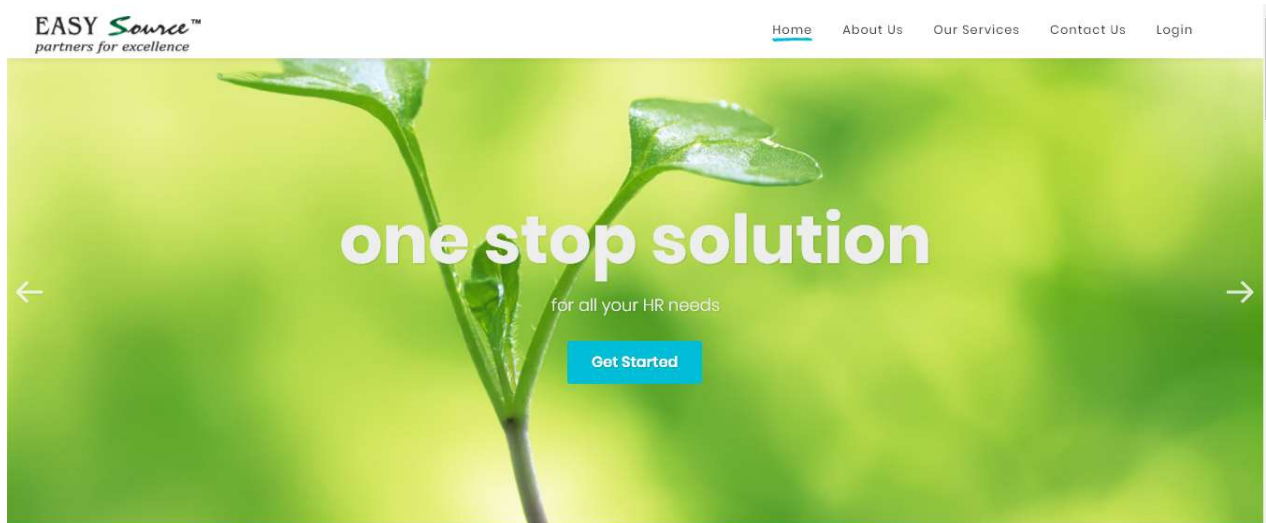 EASY Source™
partners for excellence
Home About Us Our Services Contact Us Login
one stop solution
for all your HR needs
Get Started